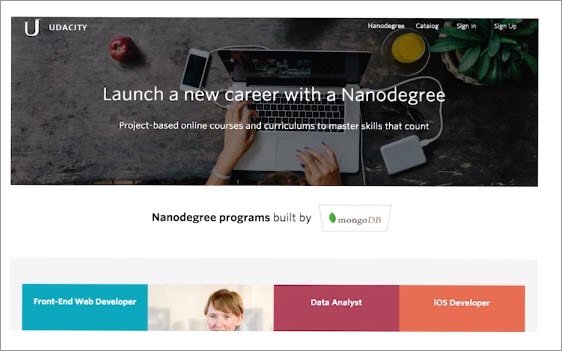 UDACITY
Nanodegres Catalog Sign in Sign Up
Launch a new career with a Nanodegree
Project-based online courses and curriculums to master skills that count
Nanodegree programs built by mongoDB
Front-End Web Developer Data Analyst iOS Developer